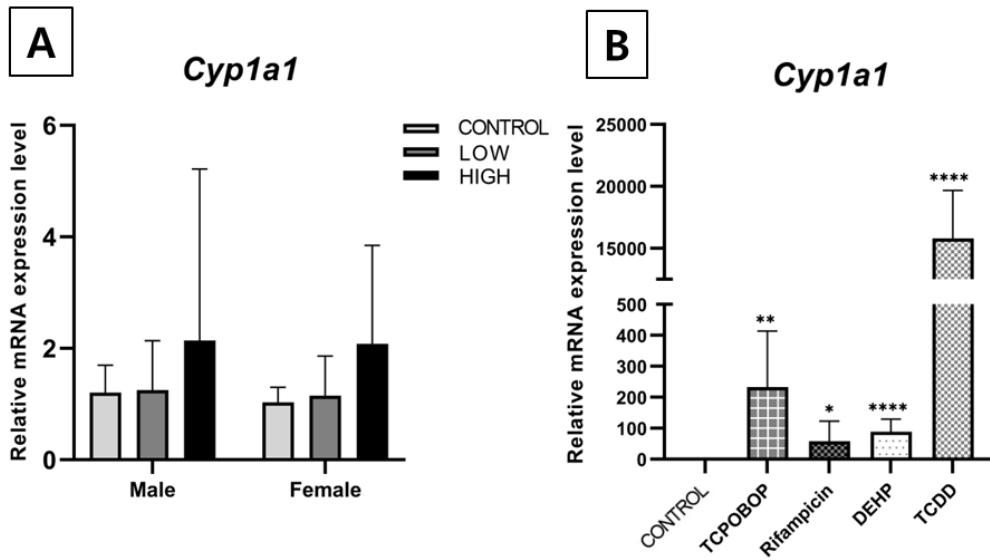 A
Cyp1a1
Relative mRNA expression level
6
4
2
0
Male
Female
CONTROL
LOW
HIGH
B
Cyp1a1
Relative mRNA expression level
25000
20000
15000
500
400
300
200
100
0
**
*
****
****
CONTROL
TCPOBOP
Rifampicin
DEHP
TCDD